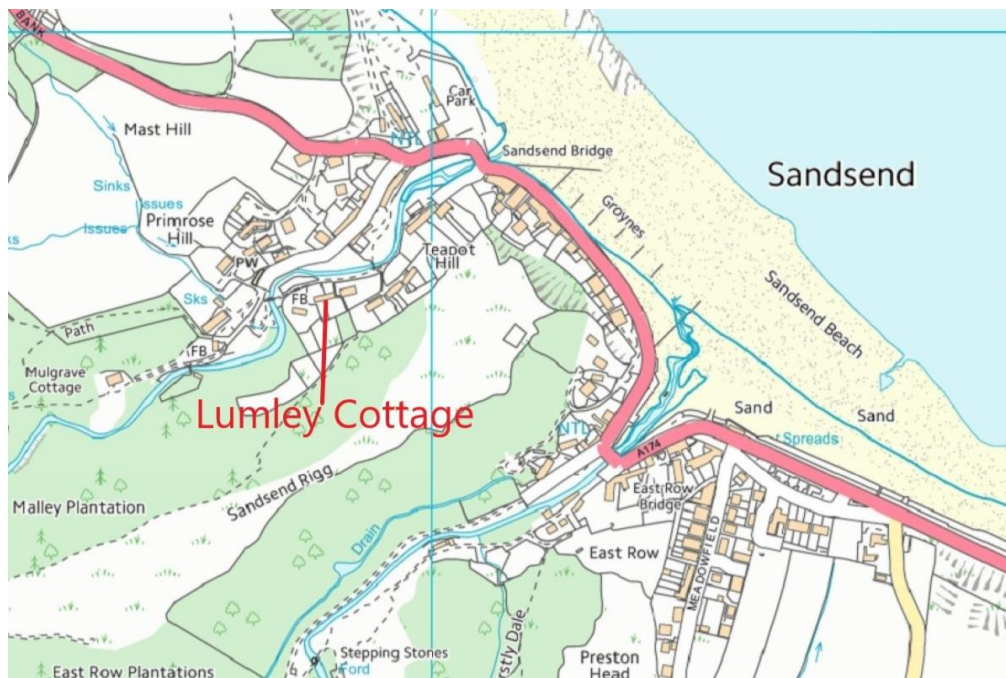 BANK
Mast Hill
Car
Park
NTL
Sandsend Bridge
Sandsend
Sinks
Issues
Issues
Primrose
Hill
Groynes
PW
Teapot
Hill
Sks
FB
Sandsend Beach
Path
FB
Mulgrave
Cottage
Lumley Cottage
Sand
Sand
NTL
Spreads
A174
Sandsend Rigg
Malley Plantation
East Row
Bridge
MEADOWFIELD
Drain
East Row
Stepping Stones
Ford
Preston
Head
East Row Plantations